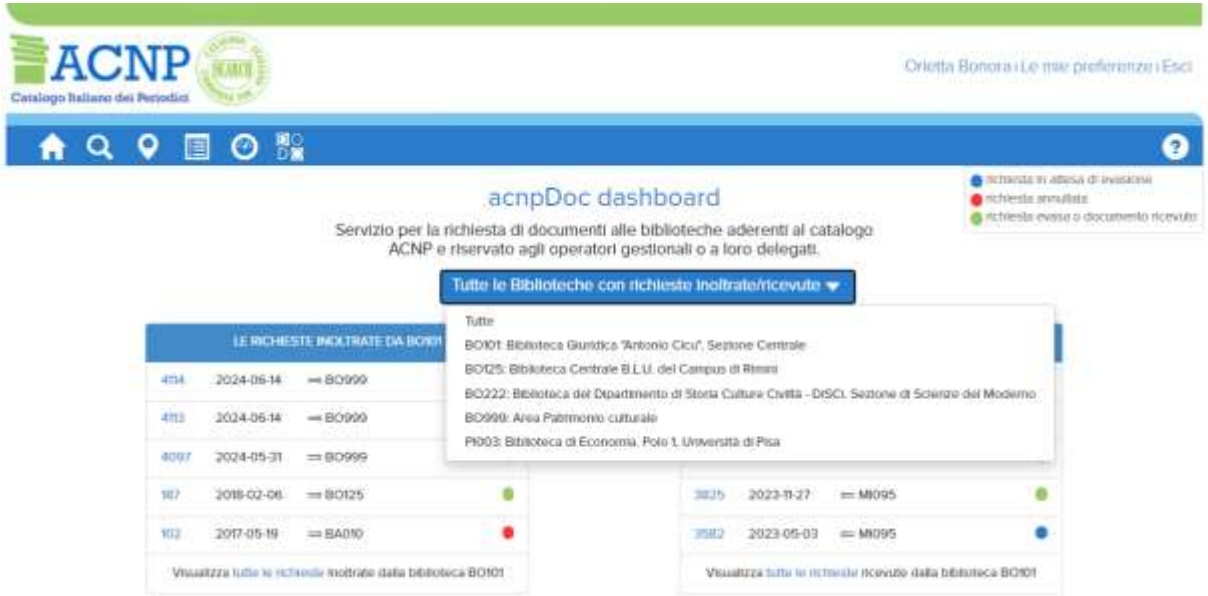 ACNP
Catalogo Italiano dei Periodici
SEARCH
Orietta Bonora | Le mie preferenze | Esci
richiesta in attesa di evasione
richiesta annullata
richiesta evasa o documento ricevuto
acnpDoc dashboard
Servizio per la richiesta di documenti alle biblioteche aderenti al catalogo
ACNP e riservato agli operatori gestionali o a loro delegati.
Tutte le Biblioteche con richieste inoltrate/ricevute
Tutte
BO101: Biblioteca Giuridica "Antonio Cicu", Sezione Centrale
BO125: Biblioteca Centrale B.L.U. del Campus di Rimini
BO222: Biblioteca del Dipartimento di Storia Culture Civiltà - DiSCi. Sezione di Scienze del Moderno
BO999: Area Patrimonio culturale
PI003: Biblioteca di Economia, Polo 1, Università di Pisa
LE RICHIESTE INOLTRATE DA BO101
4114 2024-06-14 BO999
4113 2024-06-14 BO999
4097 2024-05-31 BO999
187 2018-02-06 BO125
102 2017-05-19 BA010
Visualizza tutte le richieste inoltrate dalla biblioteca BO101
3825 2023-11-27 MI095
3582 2023-05-03 MI095
Visualizza tutte le richieste ricevute dalla biblioteca BO101